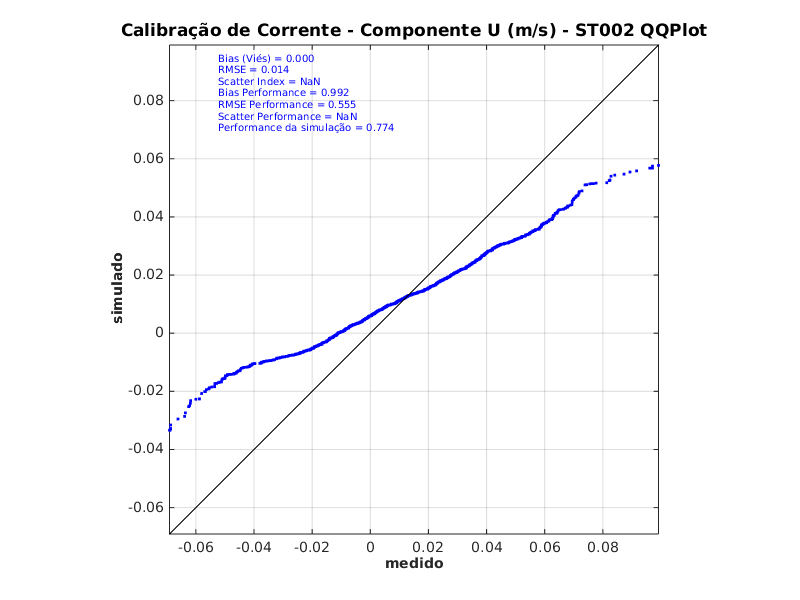 Calibração de Corrente - Componente U (m/s) - ST002 QQPlot
Bias (Viés) = 0.000
RMSE = 0.014
Scatter Index = NaN
Bias Performance = 0.992
RMSE Performance = 0.555
Scatter Performance = NaN
Performance da simulação = 0.774
0.08
0.06
0.04
0.02
0
-0.02
-0.04
-0.06
simulado
-0.06 -0.04 -0.02 0 0.02 0.04 0.06 0.08
medido